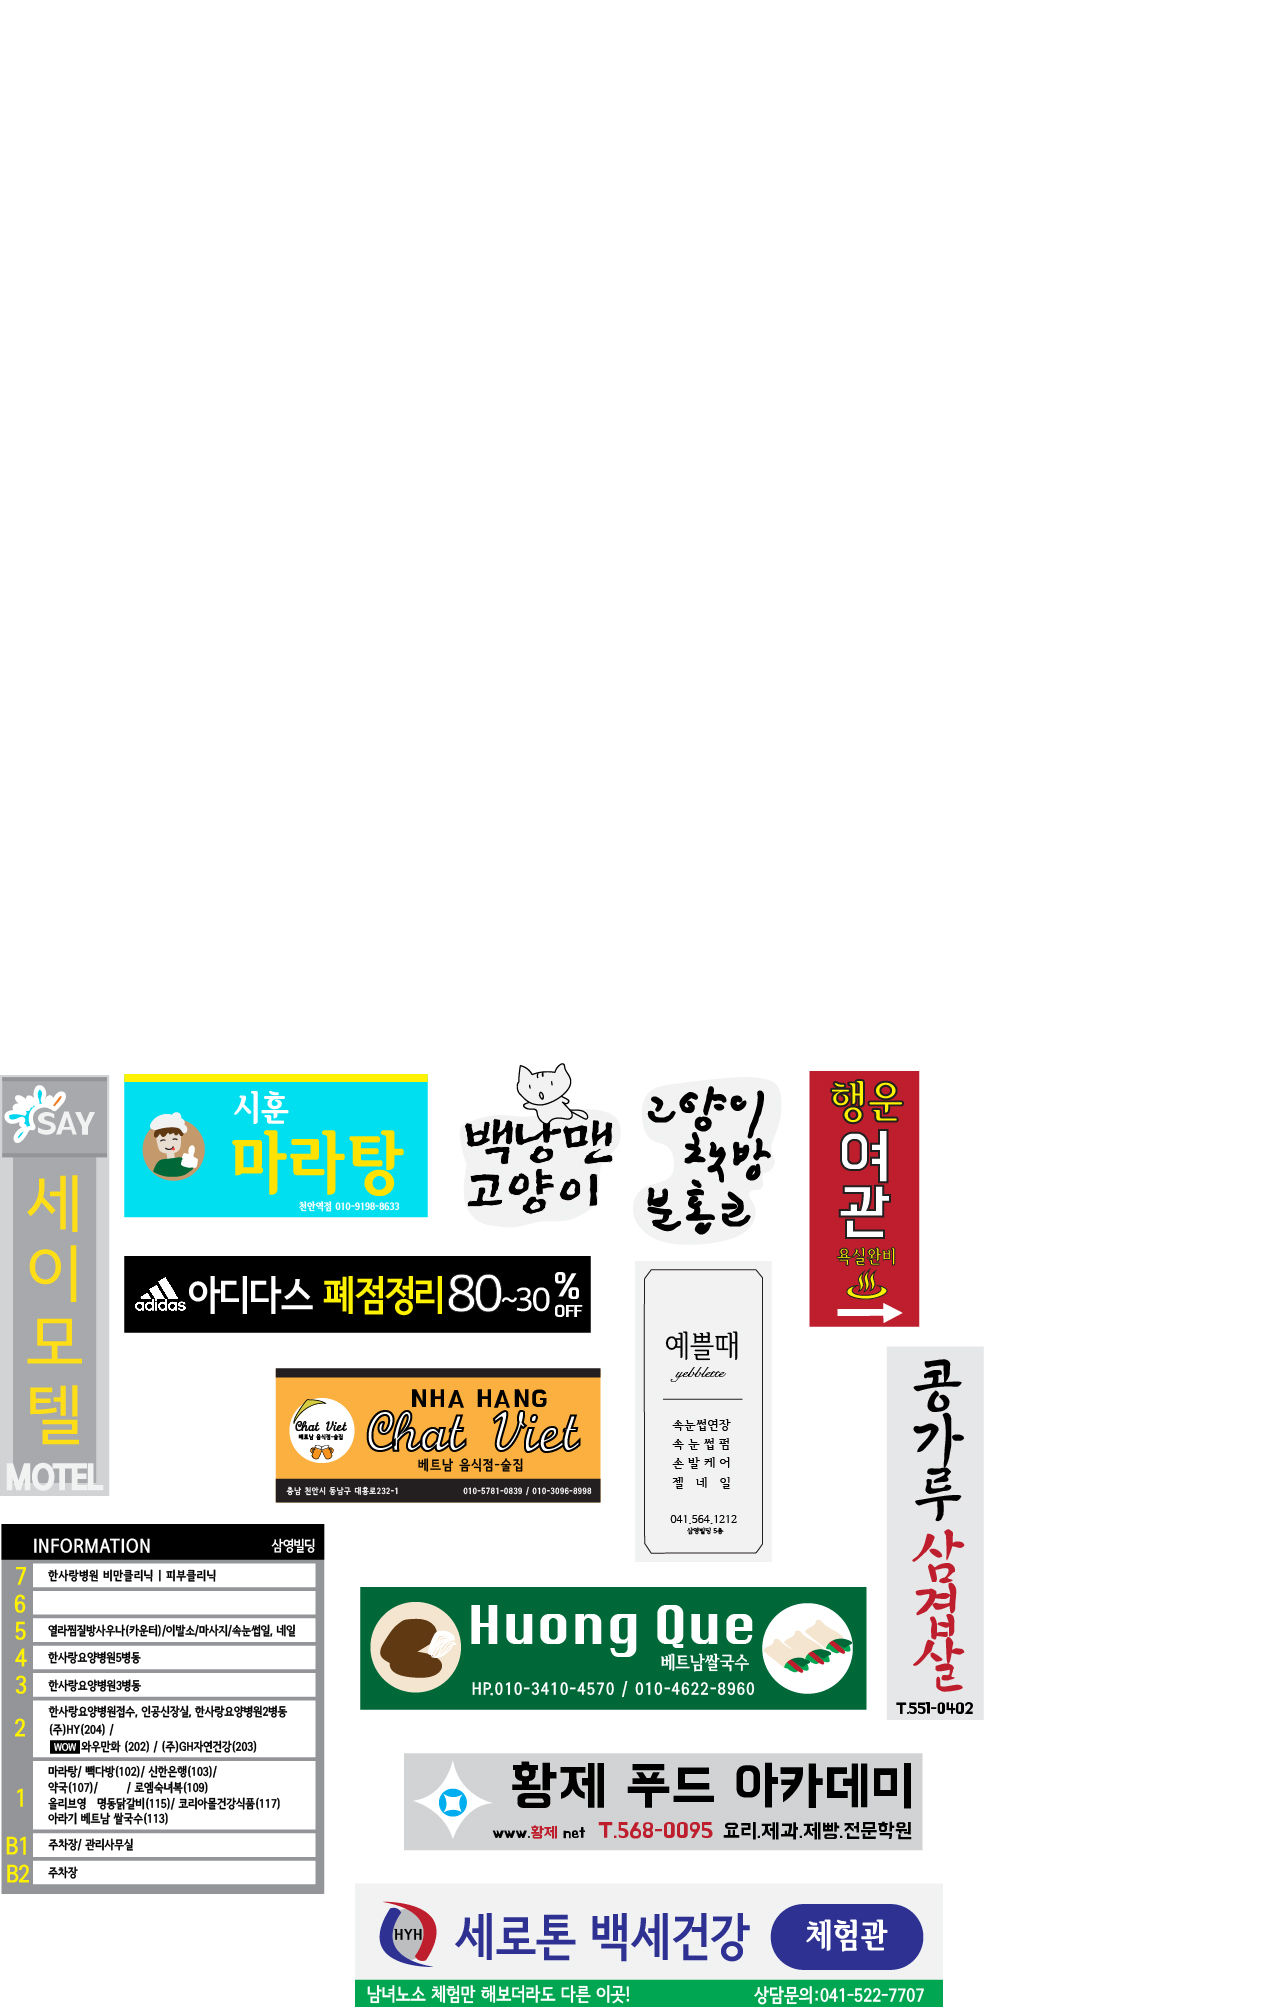 SAY
세
이
모
텔
MOTEL
시훈
마라탕
천안역점 010-9198-8633
백낭맨
고양이
고양이
책방
분홍코
행운
여
관
욕실완비
adidas 아디다스 폐점정리 80~30 % OFF
예쁠때
yebblette
속눈썹연장
속눈썹펌
손발케어
젤 네 일
041.564.1212
삼영빌딩 5층
NHA HANG
Chat Viet
베트남 음식점-술집
Chat Viet
베트남 음식점-술집
충남 천안시 동남구 대흥로232-1 010-5781-0839 / 010-3096-8998
콩
가
루
삼
겹
살
T.551-0402
INFORMATION 삼영빌딩
7 한사랑병원 비만클리닉 | 피부클리닉
6
5 열라찜질방사우나(카운터)/이발소/마사지/속눈썹일, 네일
4 한사랑요양병원5병동
3 한사랑요양병원3병동
2 한사랑요양병원접수, 인공신장실, 한사랑요양병원2병동
(주)HY(204) /
WOW 와우만화 (202) / (주)GH자연건강(203)
1 마라탕/ 빽다방(102)/ 신한은행(103)/
약국(107)/ / 로엠숙녀복(109)
올리브영 명동닭갈비(115)/ 코리아몰건강식품(117)
아라기 베트남 쌀국수(113)
B1 주차장/ 관리사무실
B2 주차장
Huong Que
베트남쌀국수
HP.010-3410-4570 / 010-4622-8960
황제 푸드 아카데미
www.황제 net T.568-0095 요리.제과.제빵.전문학원
HYH 세로톤 백세건강 체험관
남녀노소 체험만 해보더라도 다른 이곳! 상담문의:041-522-7707